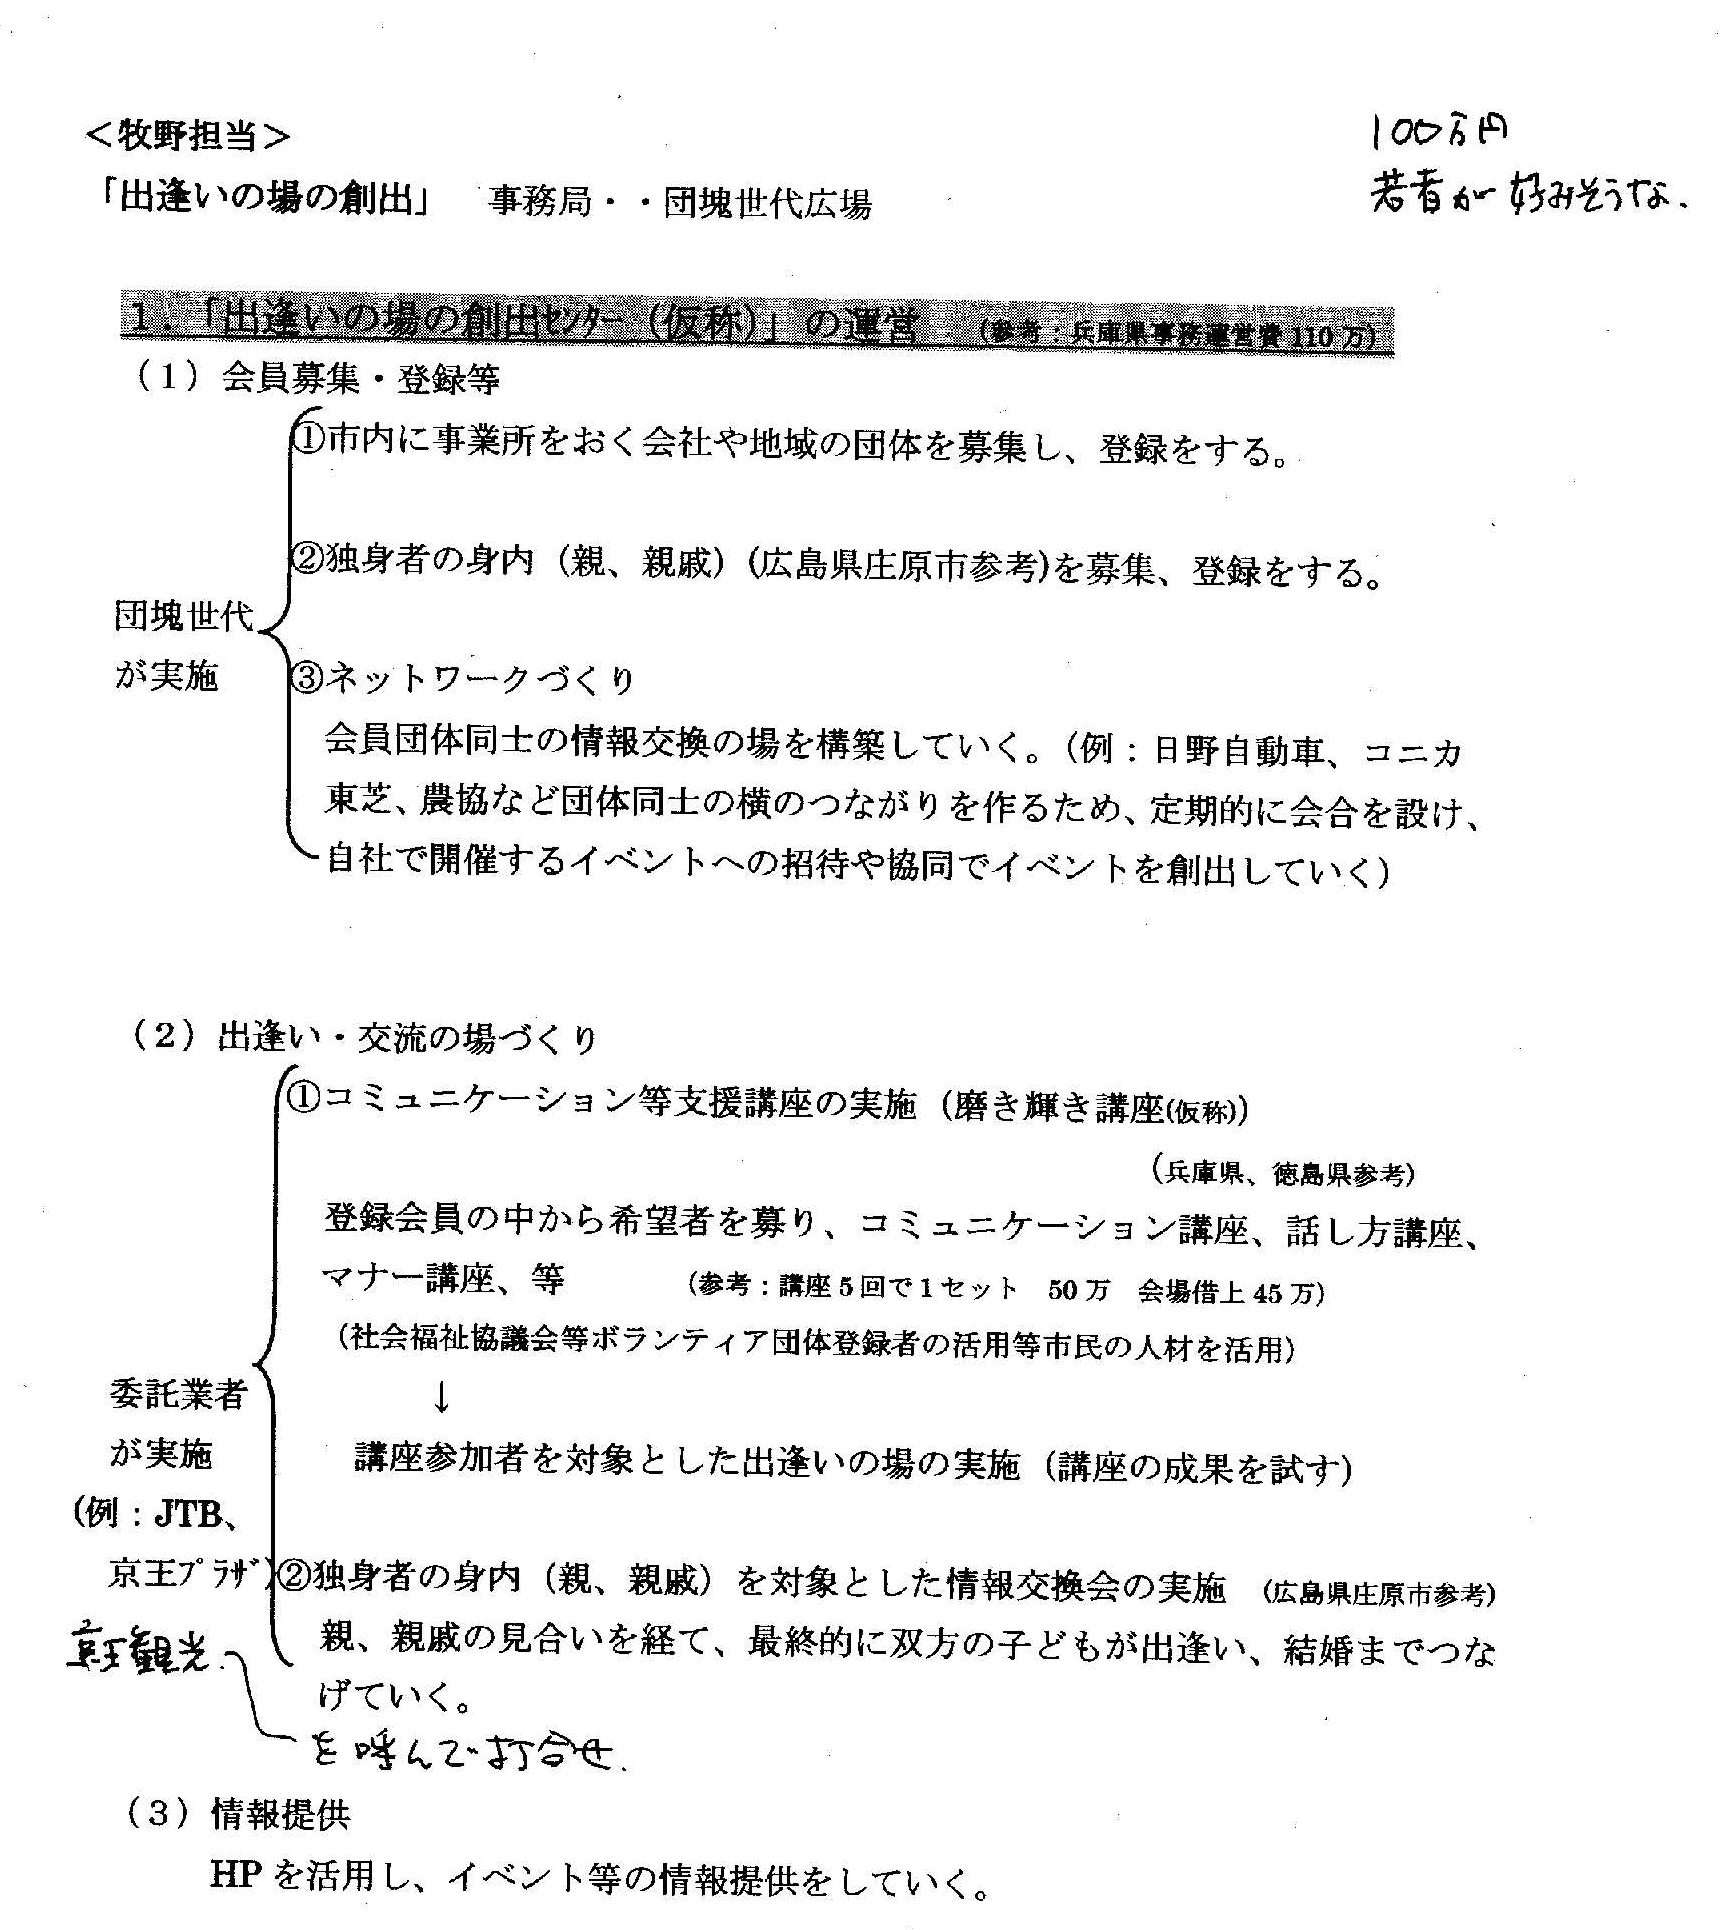 ＜牧野担当＞
100万円
「出逢いの場の創出」　事務局・・団塊世代広場
若者が好みそうな.
１．「出逢いの場の創出ｾﾝﾀｰ（仮称）」の運営　（参考：兵庫県事務運営費110万）
（１）会員募集・登録等
①市内に事業所をおく会社や地域の団体を募集し、登録をする。
②独身者の身内（親、親戚）(広島県庄原市参考)を募集、登録をする。
団塊世代
が実施
③ネットワークづくり
会員団体同士の情報交換の場を構築していく。（例：日野自動車、コニカ
東芝、農協など団体同士の横のつながりを作るため、定期的に会合を設け、
自社で開催するイベントへの招待や協同でイベントを創出していく）
（２）出逢い・交流の場づくり
①コミュニケーション等支援講座の実施（磨き輝き講座(仮称)）
（兵庫県、徳島県参考）
登録会員の中から希望者を募り、コミュニケーション講座、話し方講座、
マナー講座、等　（参考：講座５回で１セット　50万　会場借上45万）
（社会福祉協議会等ボランティア団体登録者の活用等市民の人材を活用）
↓
委託業者
が実施
(例：JTB、
京王ﾌﾟﾗｻﾞ)
講座参加者を対象とした出逢いの場の実施（講座の成果を試す）
②独身者の身内（親、親戚）を対象とした情報交換会の実施　（広島県庄原市参考）
親、親戚の見合いを経て、最終的に双方の子どもが出逢い、結婚までつな
げていく。
京王観光.
を呼んで打合せ.
（３）情報提供
HPを活用し、イベント等の情報提供をしていく。